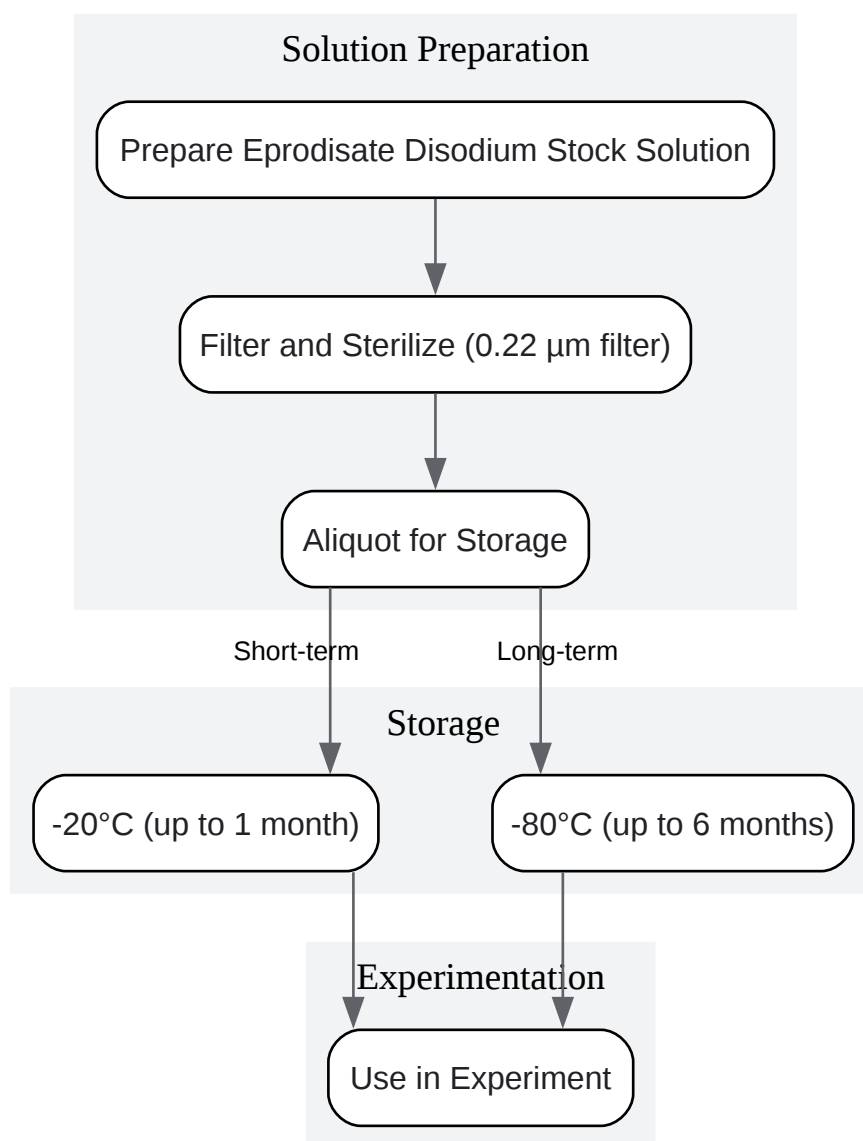 Solution Preparation
Prepare Eprodisate Disodium Stock Solution
Filter and Sterilize (0.22 µm filter)
Aliquot for Storage
Short-term
Long-term
Storage
-20°C (up to 1 month)
-80°C (up to 6 months)
Experimentation
Use in Experiment